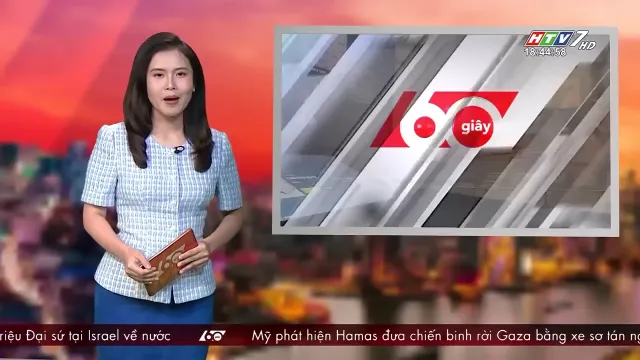 HTV7 HD
18:44:58
60 giây
riệu Đại sứ tại Israel về nước 60 Mỹ phát hiện Hamas đưa chiến binh rời Gaza bằng xe sơ tán